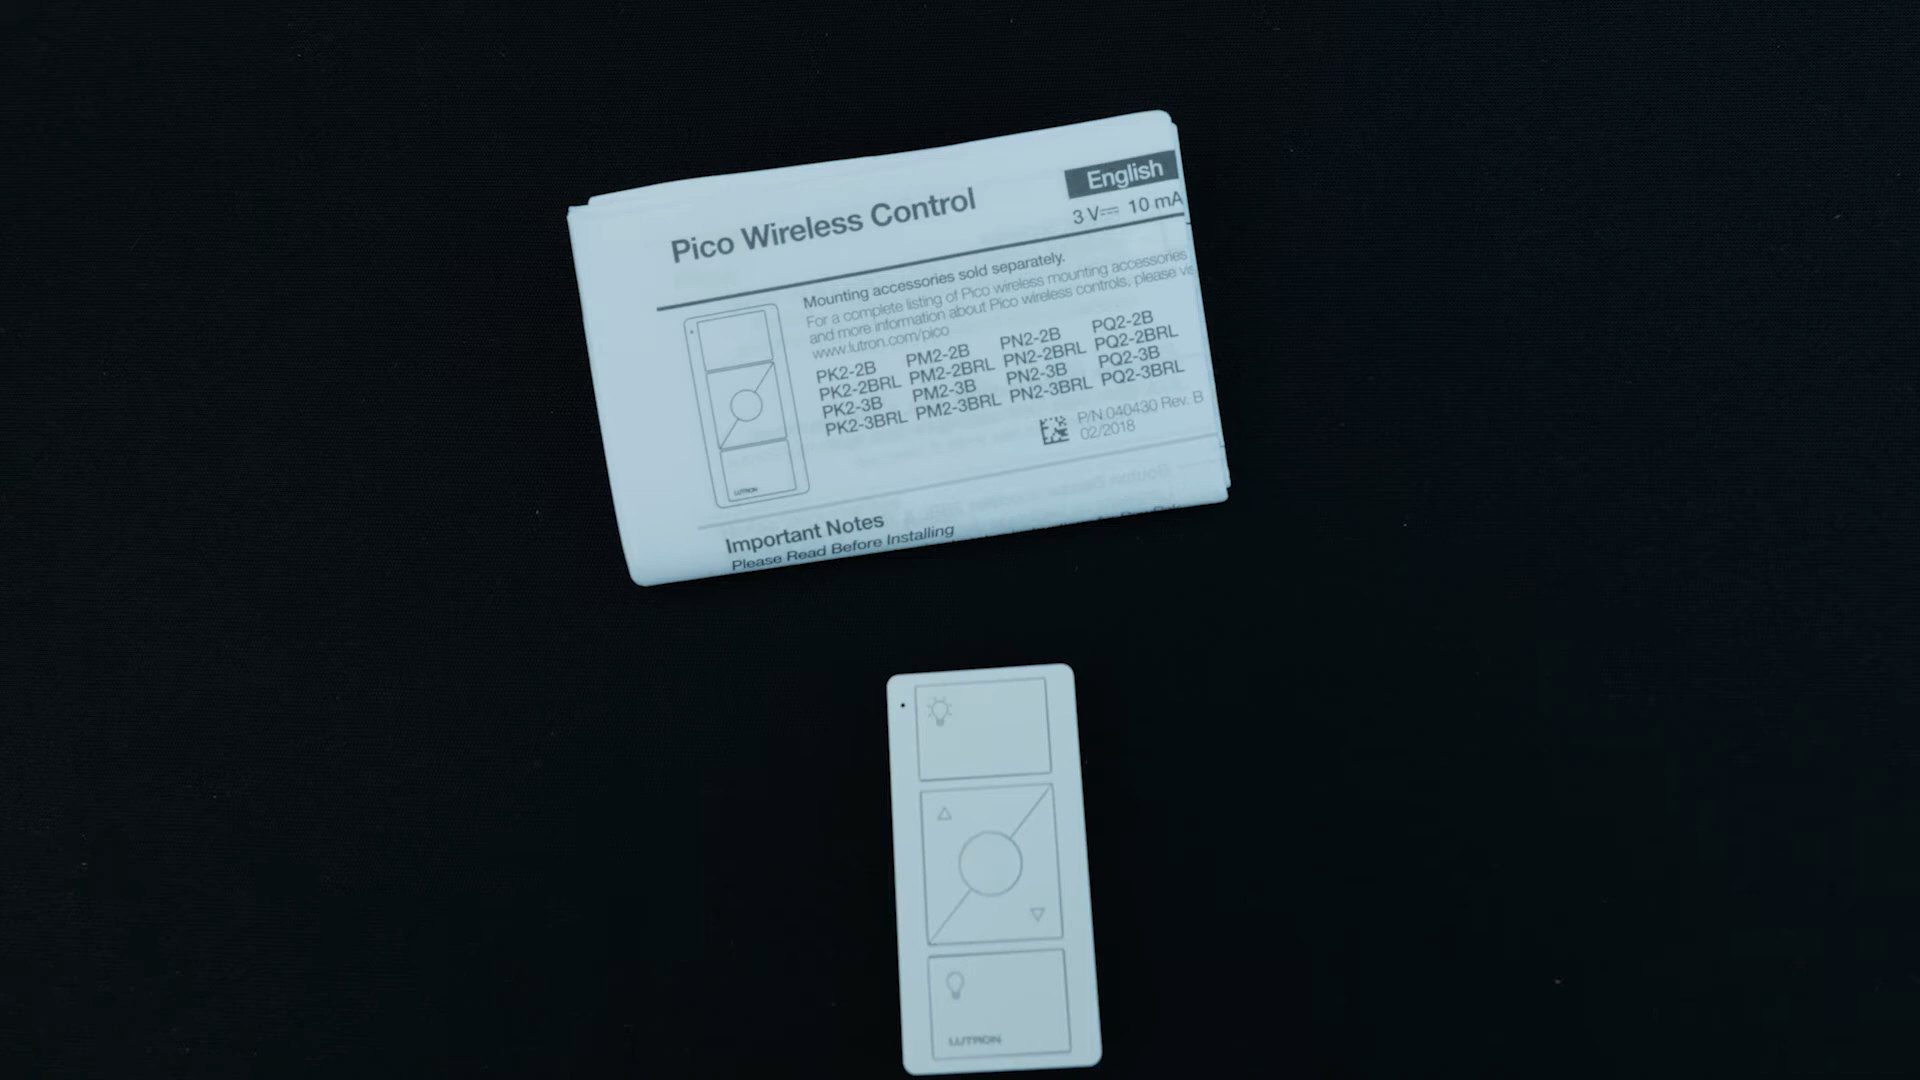 Pico Wireless Control
English
3 V 10 mA
Mounting accessories sold separately.
For a complete listing of Pico wireless mounting accessories
and more information about Pico wireless controls, please vis
www.lutron.com/pico
PK2-2B PM2-2B PN2-2B PQ2-2B
PK2-2BRL PM2-2BRL PN2-2BRL PQ2-2BRL
PK2-3B PM2-3B PN2-3B PQ2-3B
PK2-3BRL PM2-3BRL PN2-3BRL PQ2-3BRL
P/N 040430 Rev. B
02/2018
LUTRON
Important Notes
Please Read Before Installing
LUTRON